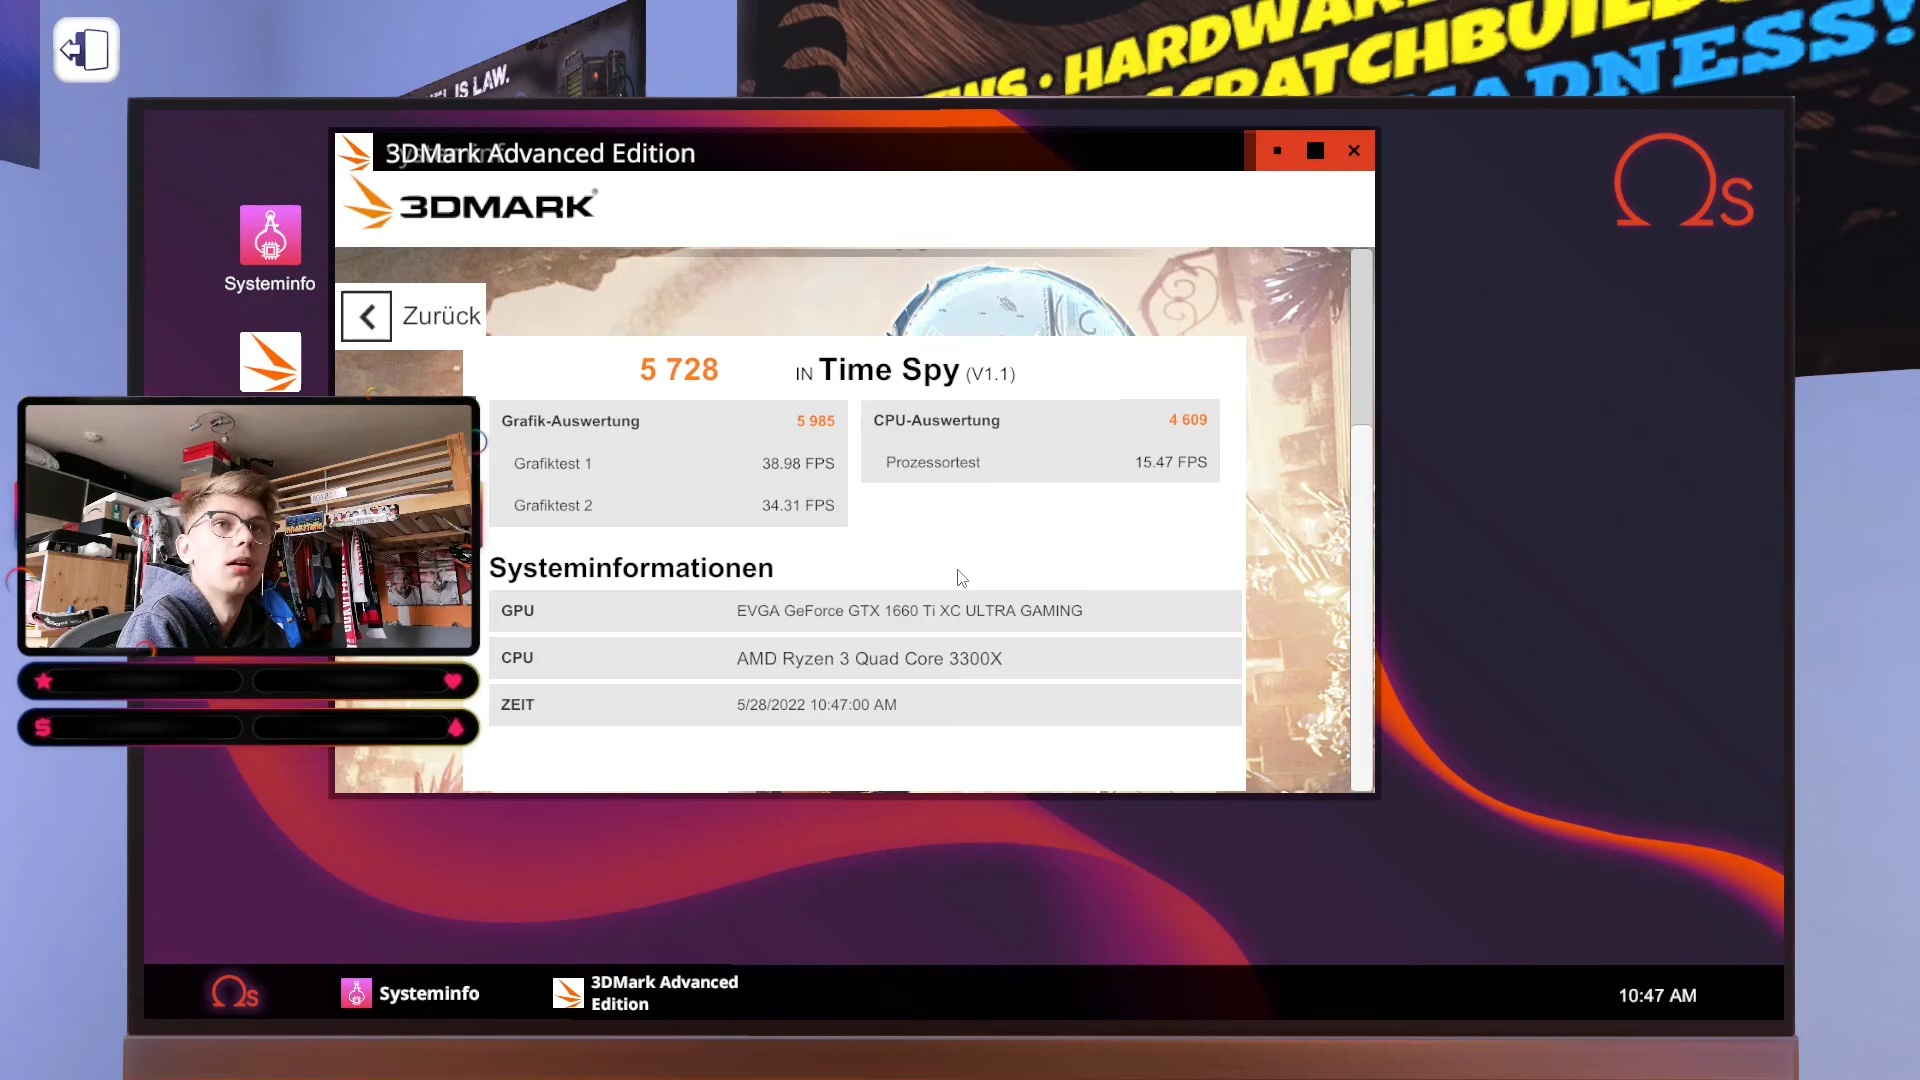 EL IS LAW.
EWS • HARDWARE
SCRATCHBUILDS
MADNESS!
3DMark Advanced Edition
3DMARK
Ωs
Systeminfo
Zurück
5 728 IN Time Spy (V1.1)
Grafik-Auswertung 5 985
Grafiktest 1 38.98 FPS
Grafiktest 2 34.31 FPS
CPU-Auswertung 4 609
Prozessortest 15.47 FPS
Systeminformationen
GPU EVGA GeForce GTX 1660 Ti XC ULTRA GAMING
CPU AMD Ryzen 3 Quad Core 3300X
ZEIT 5/28/2022 10:47:00 AM
Ωs
Systeminfo
3DMark Advanced
Edition
10:47 AM